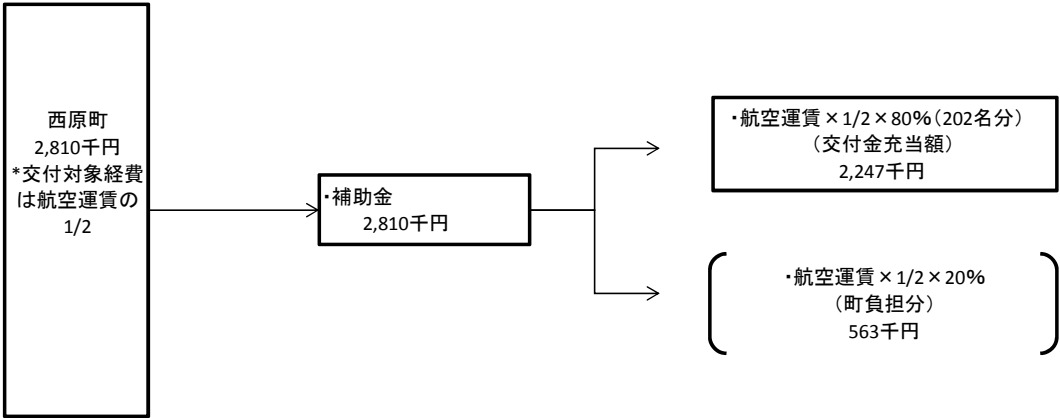 西原町
2,810千円
*交付対象経費
は航空運賃の
1/2
・補助金
2,810千円
・航空運賃×1/2×80%(202名分)
(交付金充当額)
2,247千円
・航空運賃×1/2×20%
(町負担分)
563千円